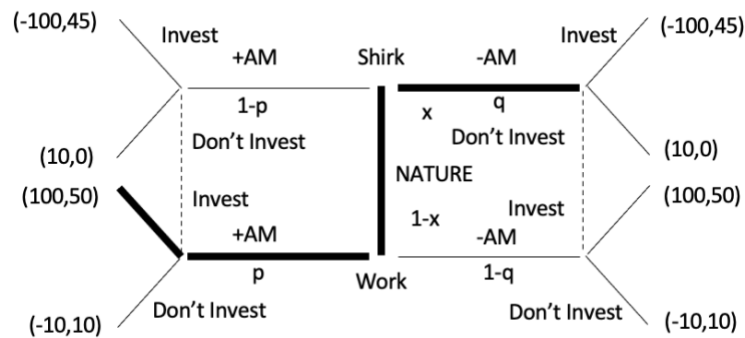 (-100,45)
Invest
+AM
Shirk
-AM
Invest
(-100,45)
1-p
x
q
(10,0)
Don't Invest
Don't Invest
(10,0)
(100,50)
Invest
NATURE
(100,50)
+AM
1-x
Invest
-AM
p
Work
1-q
(-10,10)
Don't Invest
Don't Invest
(-10,10)